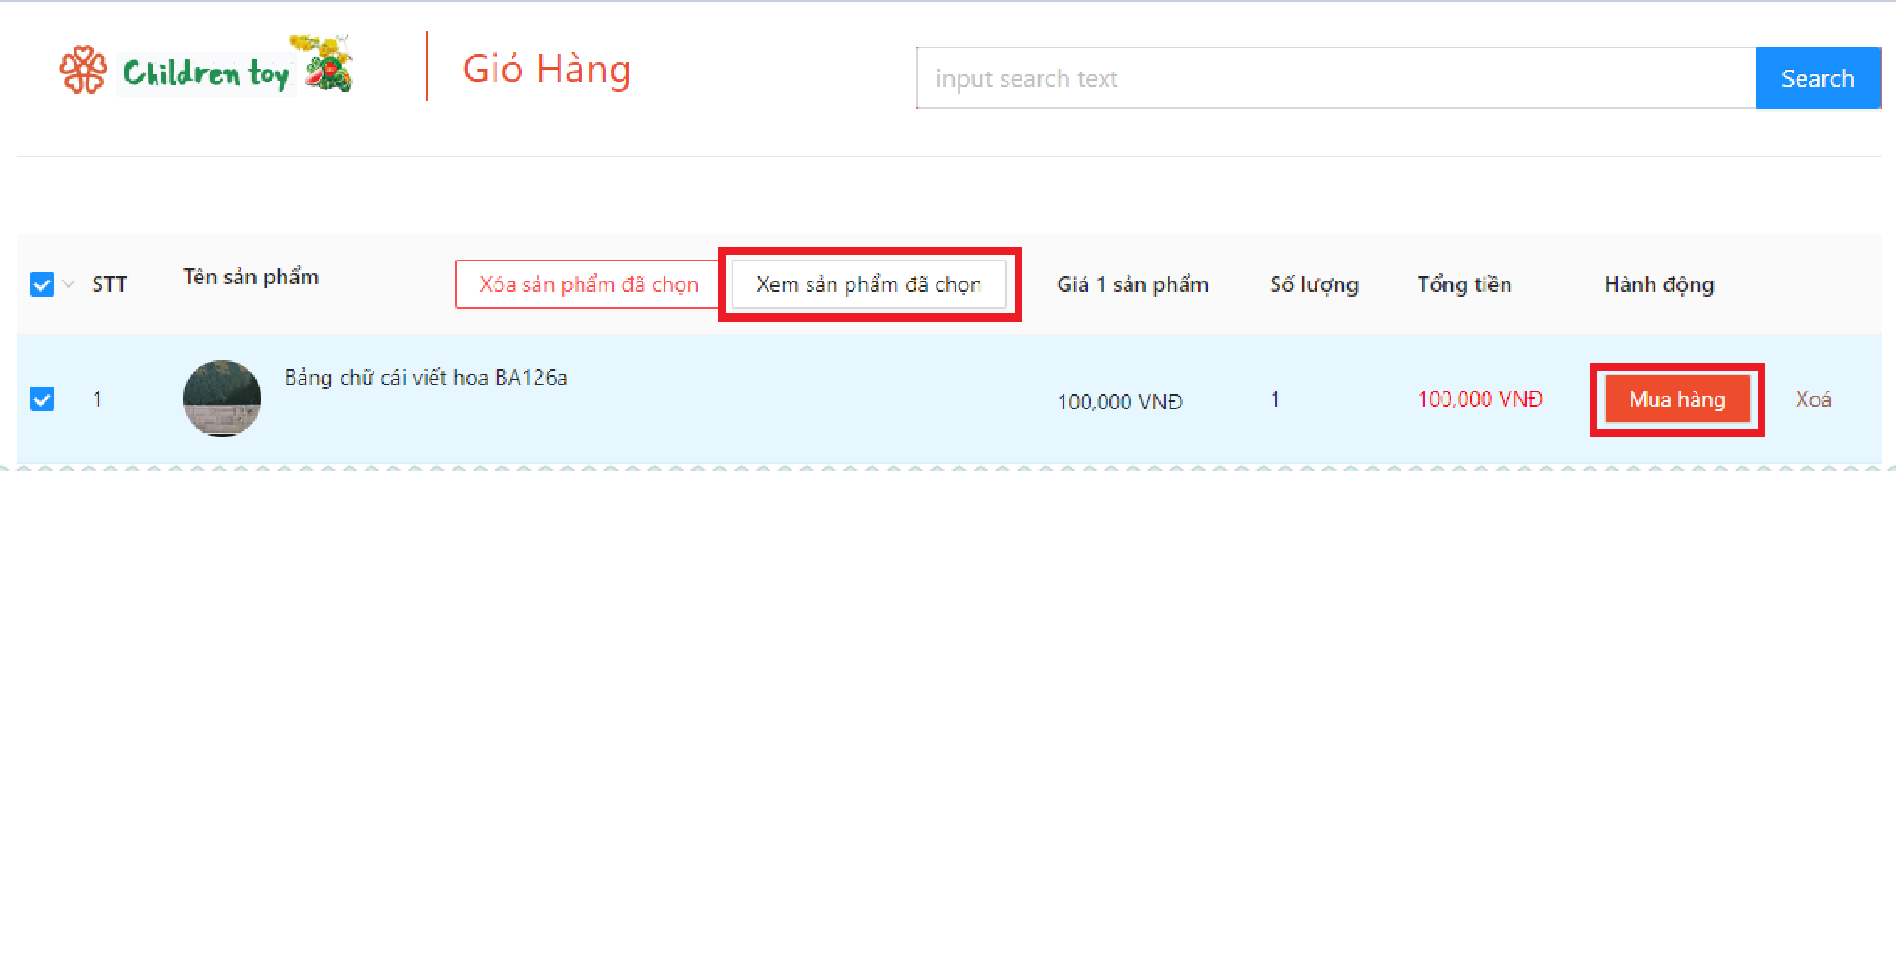 Children toy
Gió Hàng
input search text
Search
STT
Tên sản phẩm
Xóa sản phẩm đã chọn
Xem sản phẩm đã chọn
Giá 1 sản phẩm
Số lượng
Tổng tiền
Hành động
1
Bảng chữ cái viết hoa BA126a
100,000 VNĐ
1
100,000 VNĐ
Mua hàng
Xoá